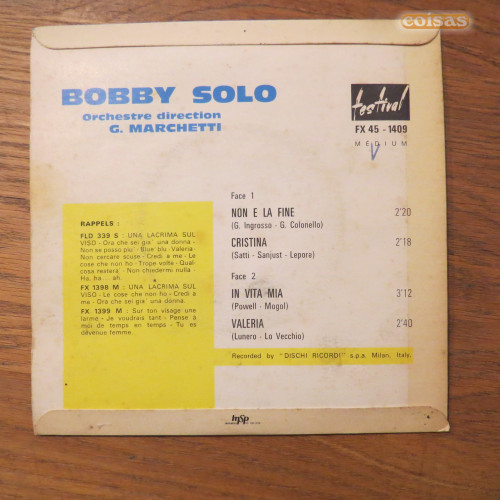 eoisas
BOBBY SOLO
Orchestre direction
G. MARCHETTI
festival
FX 45 - 1409
MEDIUM
V
Face 1
NON E LA FINE 2'20
(G. Ingrosso - G. Colonello)
CRISTINA 2'18
(Satti - Sanjust - Lepora)
Face 2
IN VITA MIA 3'12
(Powell - Mogol)
VALERIA 2'40
(Lunero - Lo Vecchio)
Recorded by "DISCHI RICORDI" s.p.a. Milan, Italy.
RAPPELS :
FLD 339 S : UNA LACRIMA SUL
VISO - Ora che sei gia' una donna -
Non se posso piu' - Blue blu. Valeria -
Non cercare scuse - Credi a me - Le
cose che non ho - Trope volte - Qual-
cosa restera' - Non chiedermi nulla -
Ha, ha... ah.
FX 1398 M : UNA LACRIMA SUL
VISO - Le cose che non ho - Credi a
me - Ora che sei gia' una donna.
FX 1399 M : Sur ton visage une
larme - Je voudrais tant - Pense à
moi de temps en temps - Tu es
dévenue femme.